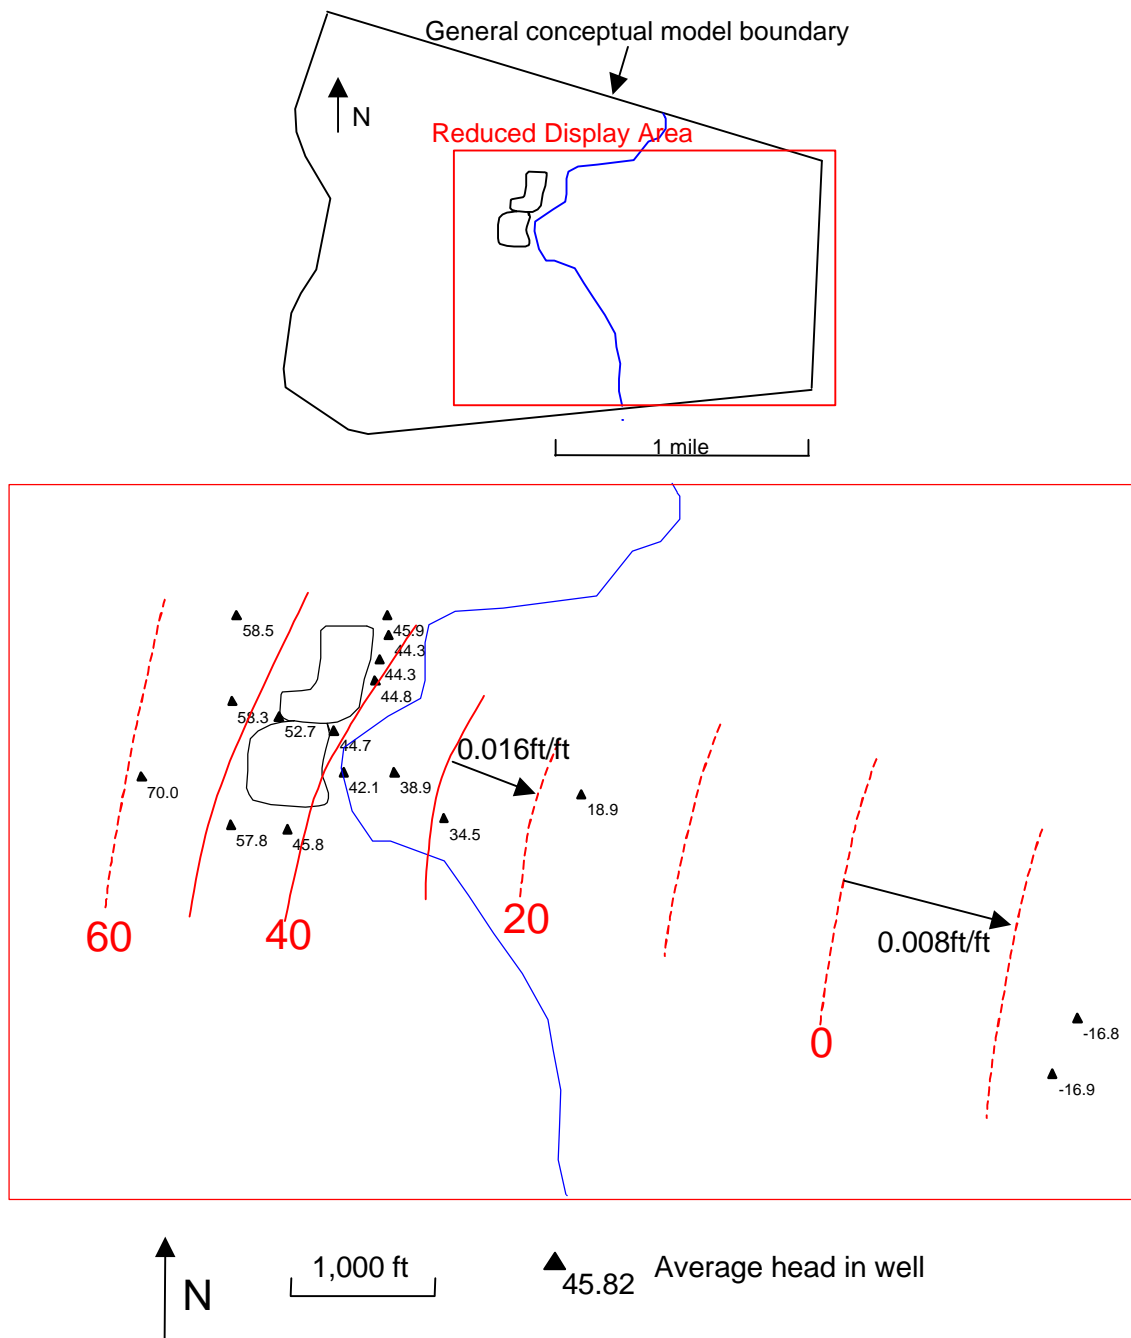 General conceptual model boundary
N
Reduced Display Area
1 mile
58.5
45.9
44.3
44.3
44.8
58.3
52.7
44.7
0.016ft/ft
70.0
42.1
38.9
18.9
57.8
45.8
34.5
60
40
20
0.008ft/ft
-16.8
0
-16.9
1,000 ft
Average head in well
45.82
N